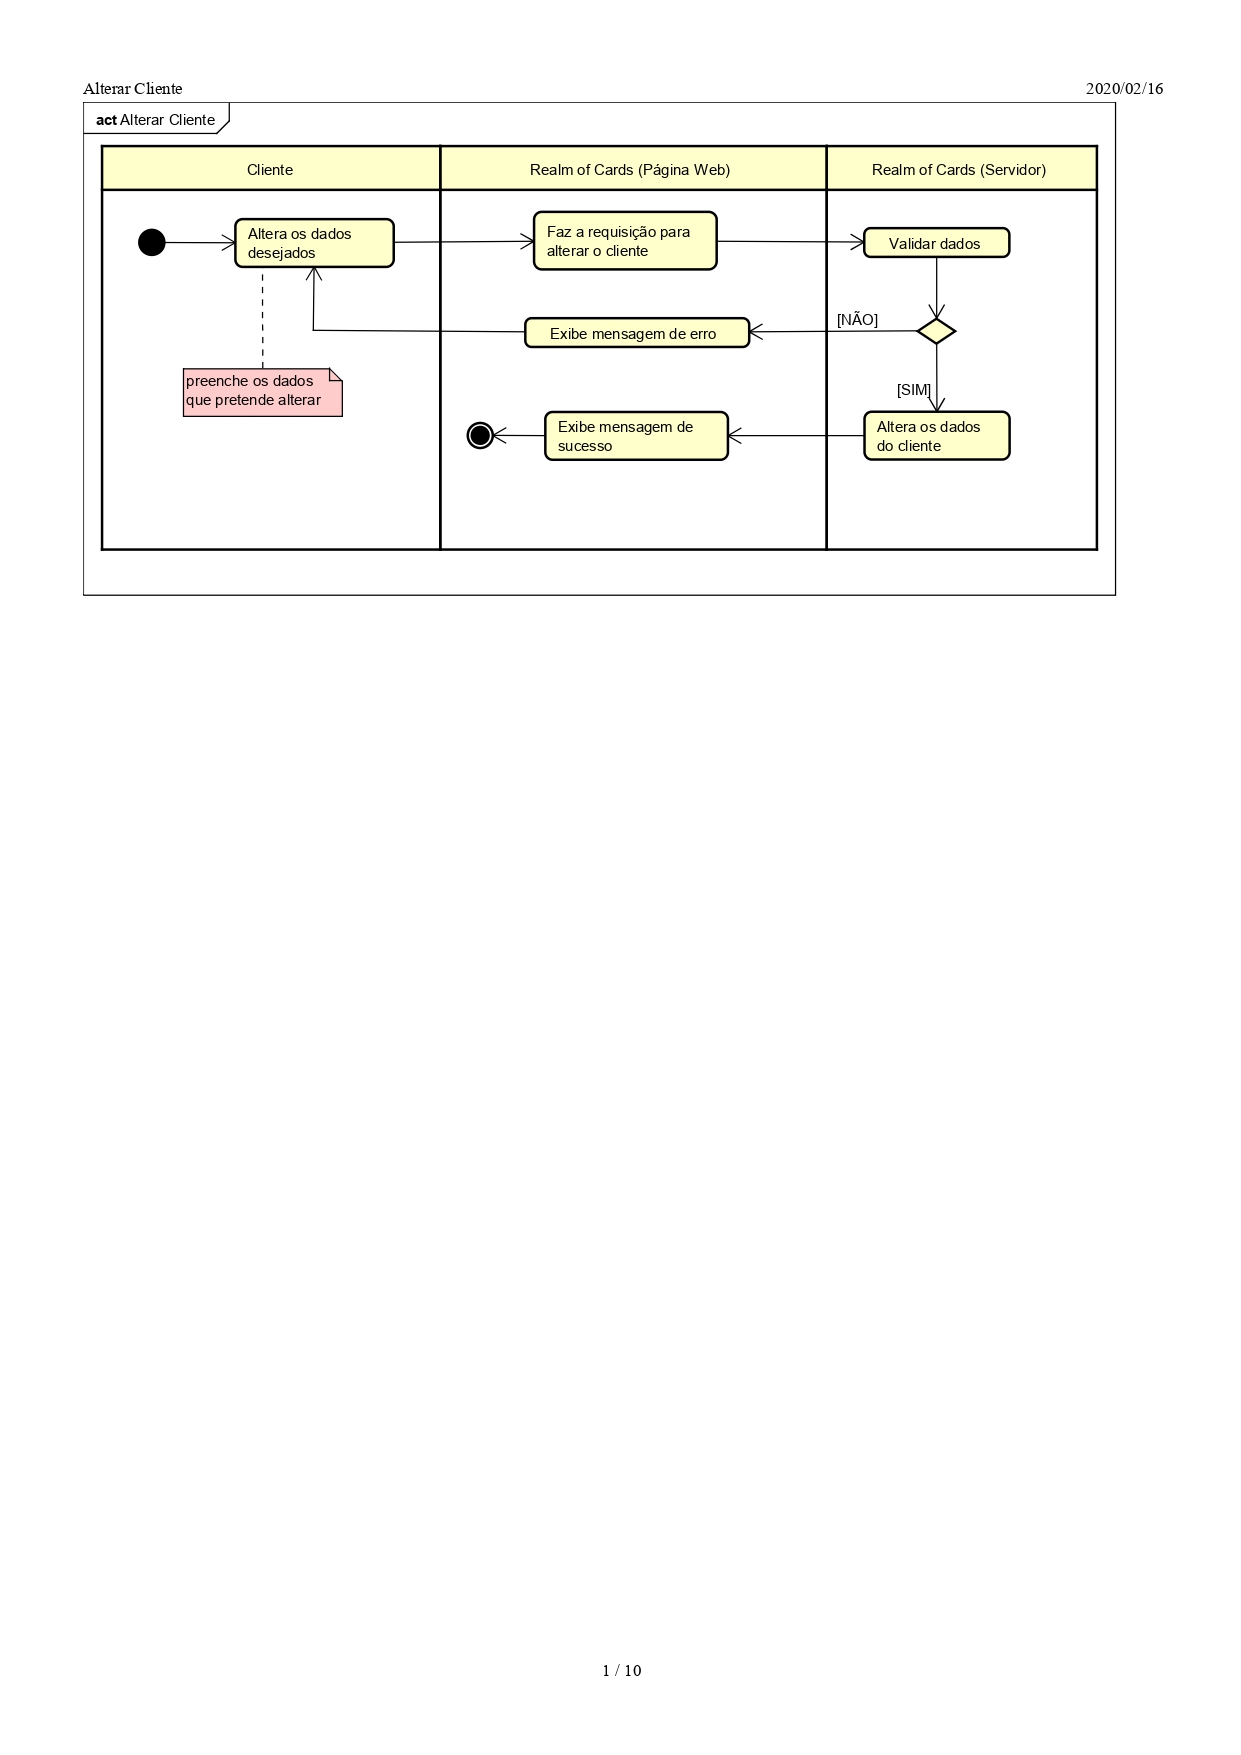 Alterar Cliente
2020/02/16
act Alterar Cliente
Cliente
Realm of Cards (Página Web)
Realm of Cards (Servidor)
Altera os dados
desejados
Faz a requisição para
alterar o cliente
Validar dados
Exibe mensagem de erro
[NÃO]
preenche os dados
que pretende alterar
[SIM]
Exibe mensagem de
sucesso
Altera os dados
do cliente
1 / 10